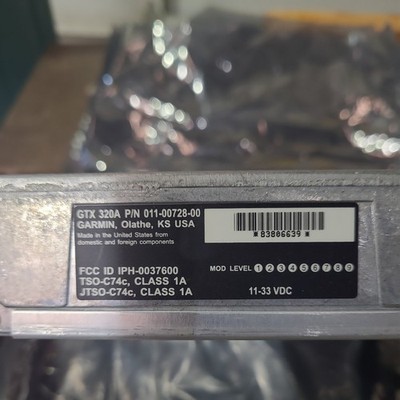 GTX 320A P/N 011-00728-00
GARMIN, Olathe, KS USA
Made in the United States from
domestic and foreign components
*83806639*
FCC ID IPH-0037600
TSO-C74c, CLASS 1A
JTSO-C74c, CLASS 1A
MOD LEVEL 1 2 3 4 5 6 7 8 9
11-33 VDC